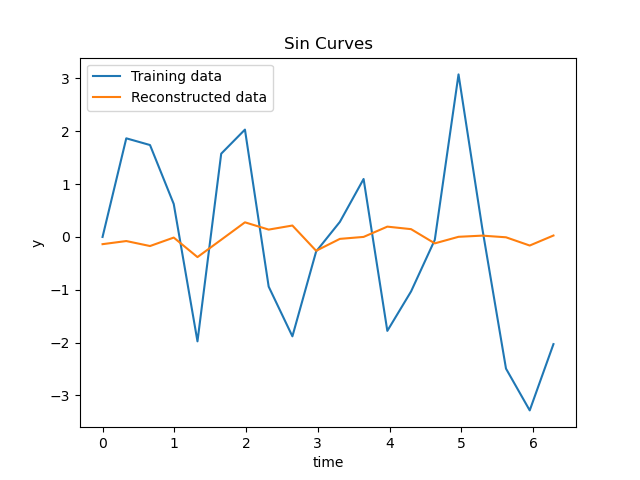 Sin Curves
Training data
Reconstructed data
3
2
1
0
−1
−2
−3
y
0 1 2 3 4 5 6
time